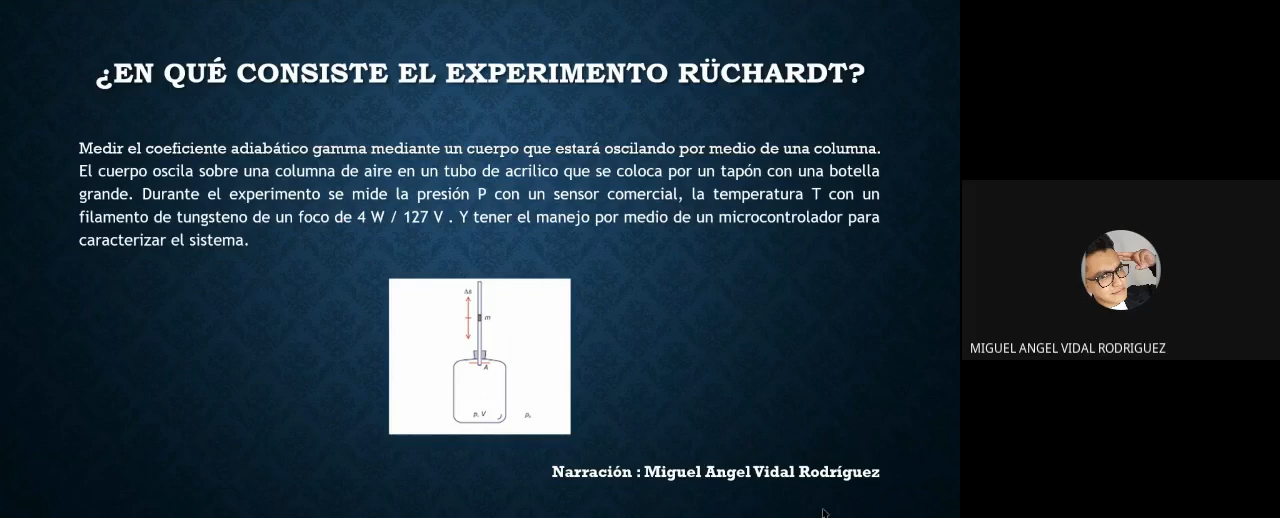 ¿EN QUÉ CONSISTE EL EXPERIMENTO RÜCHARDT?
Medir el coeficiente adiabático gamma mediante un cuerpo que estará oscilando por medio de una columna.
El cuerpo oscila sobre una columna de aire en un tubo de acrilico que se coloca por un tapón con una botella
grande. Durante el experimento se mide la presión P con un sensor comercial, la temperatura T con un
filamento de tungsteno de un foco de 4 W / 127 V . Y tener el manejo por medio de un microcontrolador para
caracterizar el sistema.
m
A
p, V
Narración : Miguel Angel Vidal Rodríguez
MIGUEL ANGEL VIDAL RODRIGUEZ